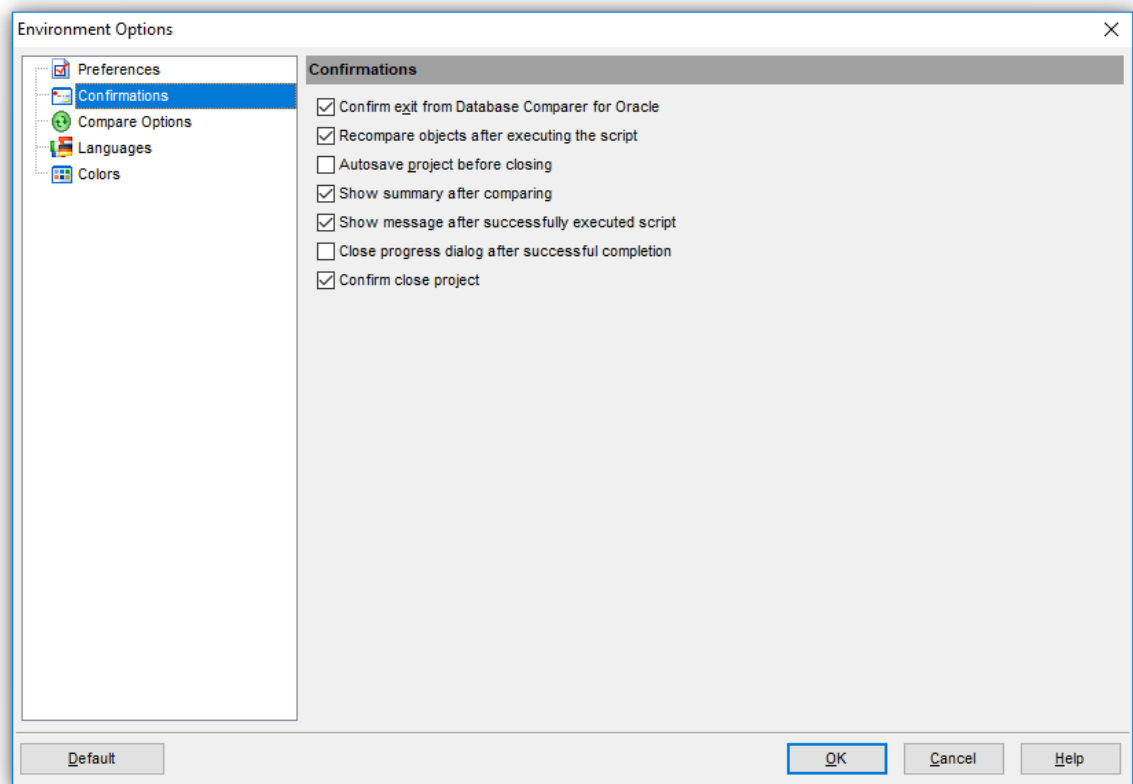 Environment Options
Preferences
Confirmations
Compare Options
Languages
Colors
Confirmations
Confirm exit from Database Comparer for Oracle
Recompare objects after executing the script
Autosave project before closing
Show summary after comparing
Show message after successfully executed script
Close progress dialog after successful completion
Confirm close project
Default
OK
Cancel
Help